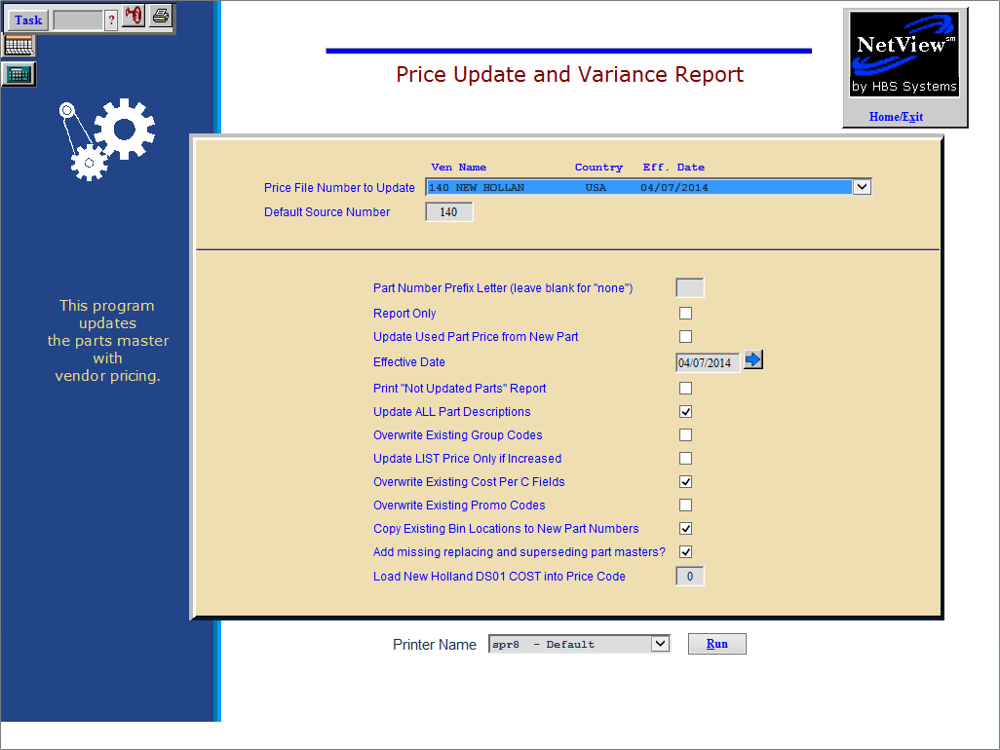 Task ?
NetView℠
by HBS Systems
Home/Exit
Price Update and Variance Report
Ven Name Country Eff. Date
Price File Number to Update 140 NEW HOLLAN USA 04/07/2014
Default Source Number 140
This program
updates
the parts master
with
vendor pricing.
Part Number Prefix Letter (leave blank for "none")
Report Only
Update Used Part Price from New Part
Effective Date 04/07/2014
Print "Not Updated Parts" Report
Update ALL Part Descriptions
Overwrite Existing Group Codes
Update LIST Price Only if Increased
Overwrite Existing Cost Per C Fields
Overwrite Existing Promo Codes
Copy Existing Bin Locations to New Part Numbers
Add missing replacing and superseding part masters?
Load New Holland DS01 COST into Price Code 0
Printer Name spr8 - Default Run